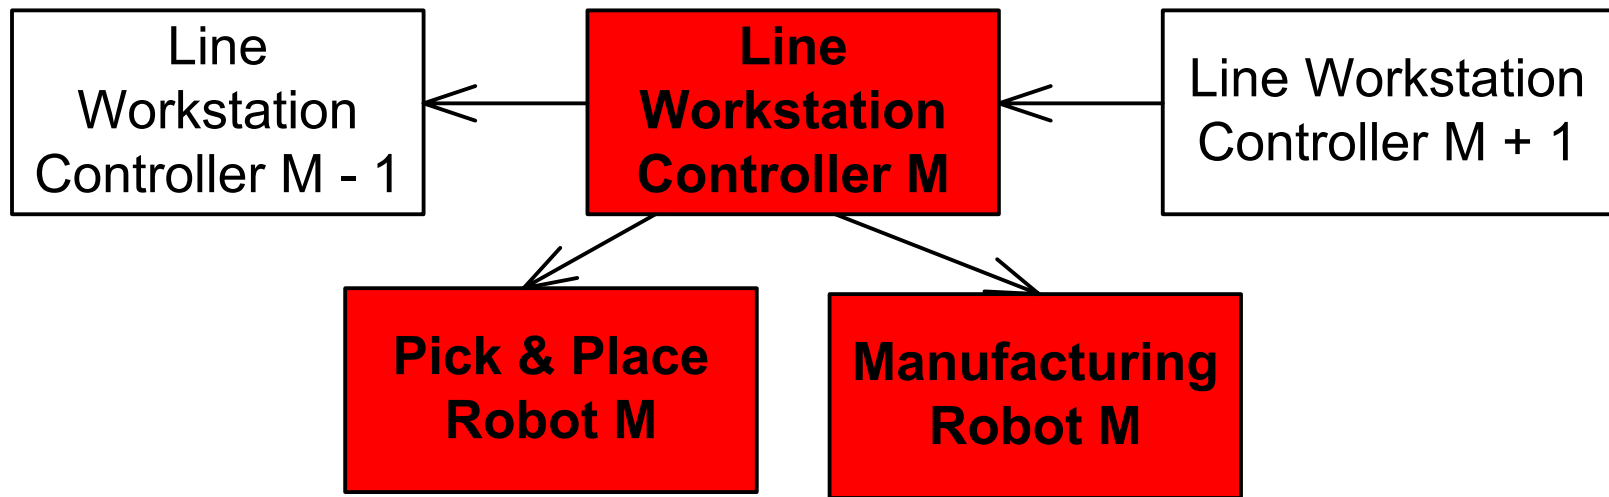 Line
Workstation
Controller M - 1
Line
Workstation
Controller M
Line Workstation
Controller M + 1
Pick & Place
Robot M
Manufacturing
Robot M